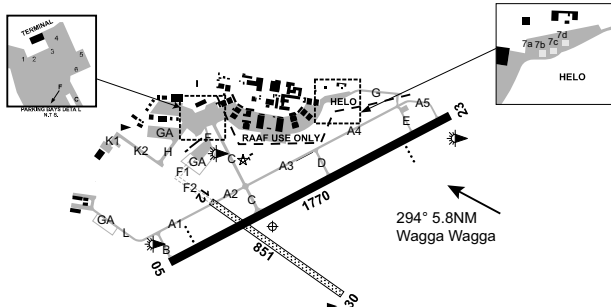 TERMINAL
4
3
1
2
5
6
F
C
PARKING BAYS DETAIL
N.T.S.
7d
7a
7b
7c
HELO
HELO
G
A5
23
RAAF USE ONLY
A4
E
K1
K2
GA
H
F
GA
C
A3
D
F1
F2
12
A2
C
1770
294° 5.8NM
Wagga Wagga
GA
L
A1
B
851
05
30